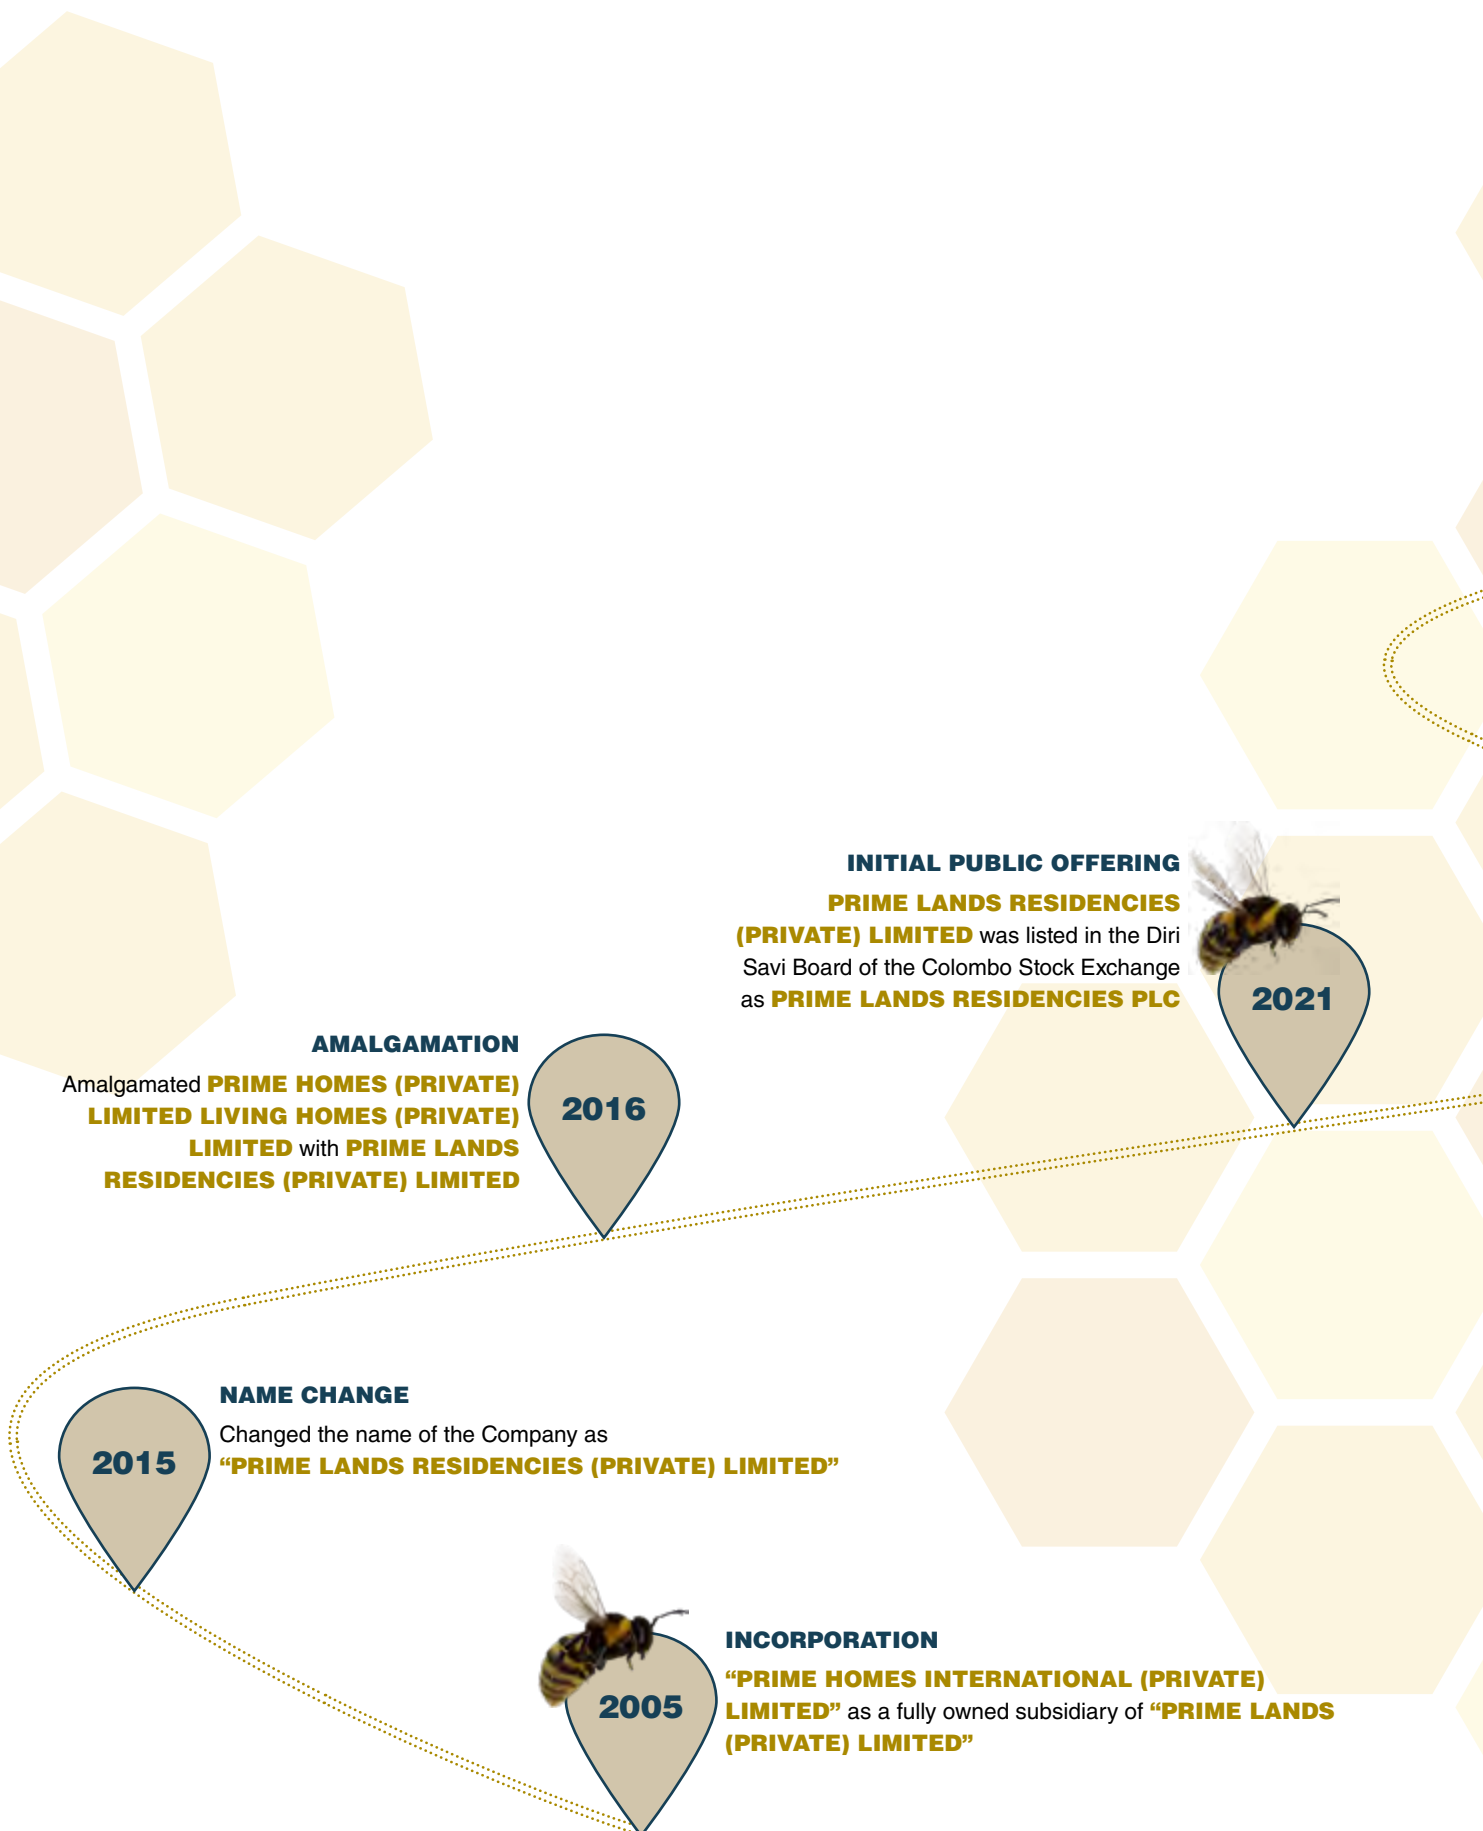 INITIAL PUBLIC OFFERING
PRIME LANDS RESIDENCIES
(PRIVATE) LIMITED was listed in the Diri
Savi Board of the Colombo Stock Exchange
as PRIME LANDS RESIDENCIES PLC
2021
AMALGAMATION
Amalgamated PRIME HOMES (PRIVATE)
LIMITED LIVING HOMES (PRIVATE)
LIMITED with PRIME LANDS
RESIDENCIES (PRIVATE) LIMITED
2016
NAME CHANGE
Changed the name of the Company as
“PRIME LANDS RESIDENCIES (PRIVATE) LIMITED”
2015
INCORPORATION
“PRIME HOMES INTERNATIONAL (PRIVATE)
LIMITED” as a fully owned subsidiary of “PRIME LANDS
(PRIVATE) LIMITED”
2005